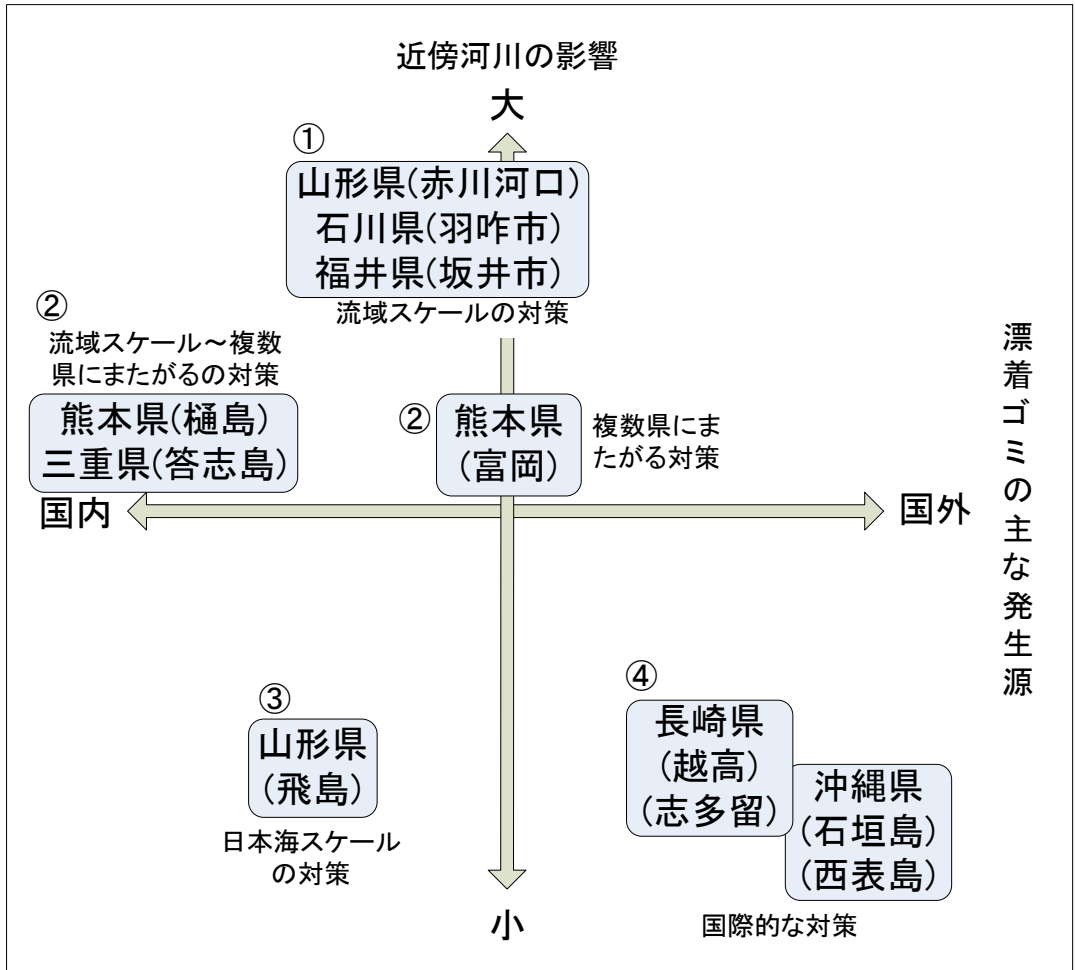 近傍河川の影響
大
①
山形県(赤川河口)
石川県(羽咋市)
福井県(坂井市)
流域スケールの対策
②
流域スケール～複数
県にまたがるの対策
熊本県(樋島)
三重県(答志島)
②
熊本県
(富岡)
複数県にま
たがる対策
国内
国外
漂着ゴミの主な発生源
③
山形県
(飛島)
日本海スケール
の対策
④
長崎県
(越高)
(志多留)
沖縄県
(石垣島)
(西表島)
国際的な対策
小